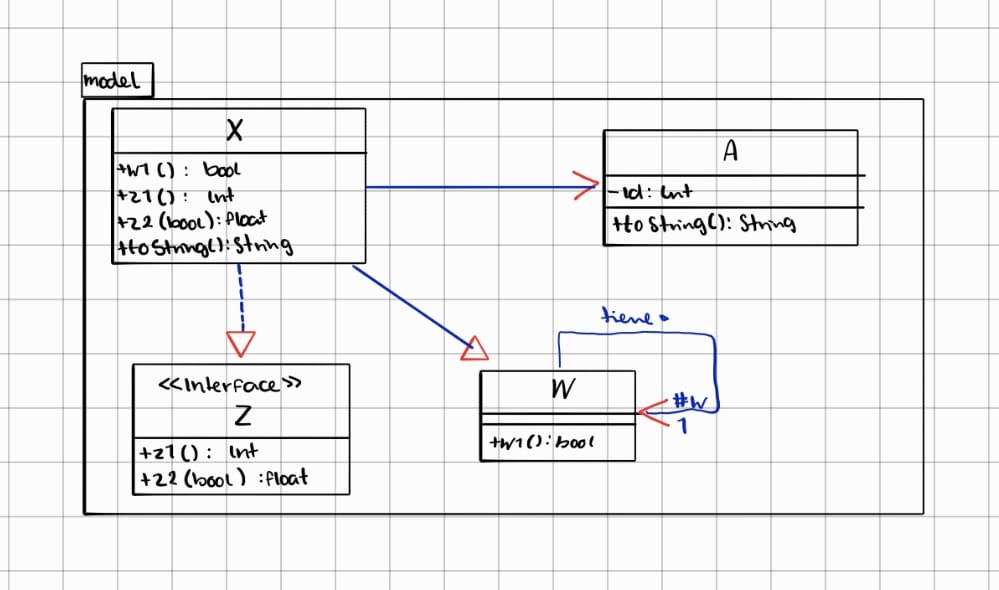 model
X
+w1(): bool
+z1(): int
+z2(bool): float
+toString(): String
A
-id: int
+toString(): String
<<Interface>>
Z
+z1(): int
+z2(bool): float
tiene
W
+w1(): bool
#w
1